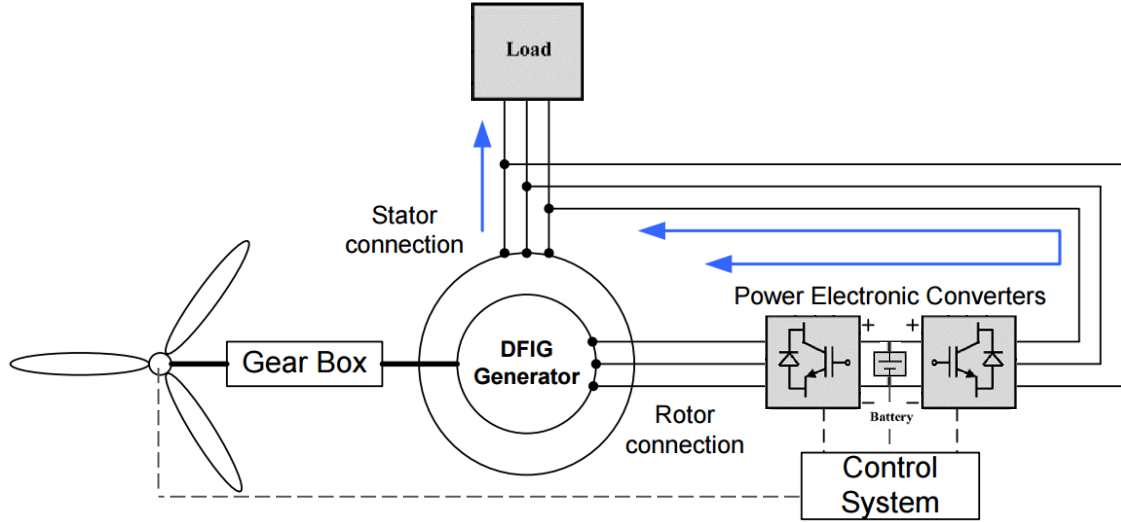 Load
Stator
connection
Power Electronic Converters
+ +
Gear Box
DFIG
Generator
Rotor
connection
– –
Battery
Control
System